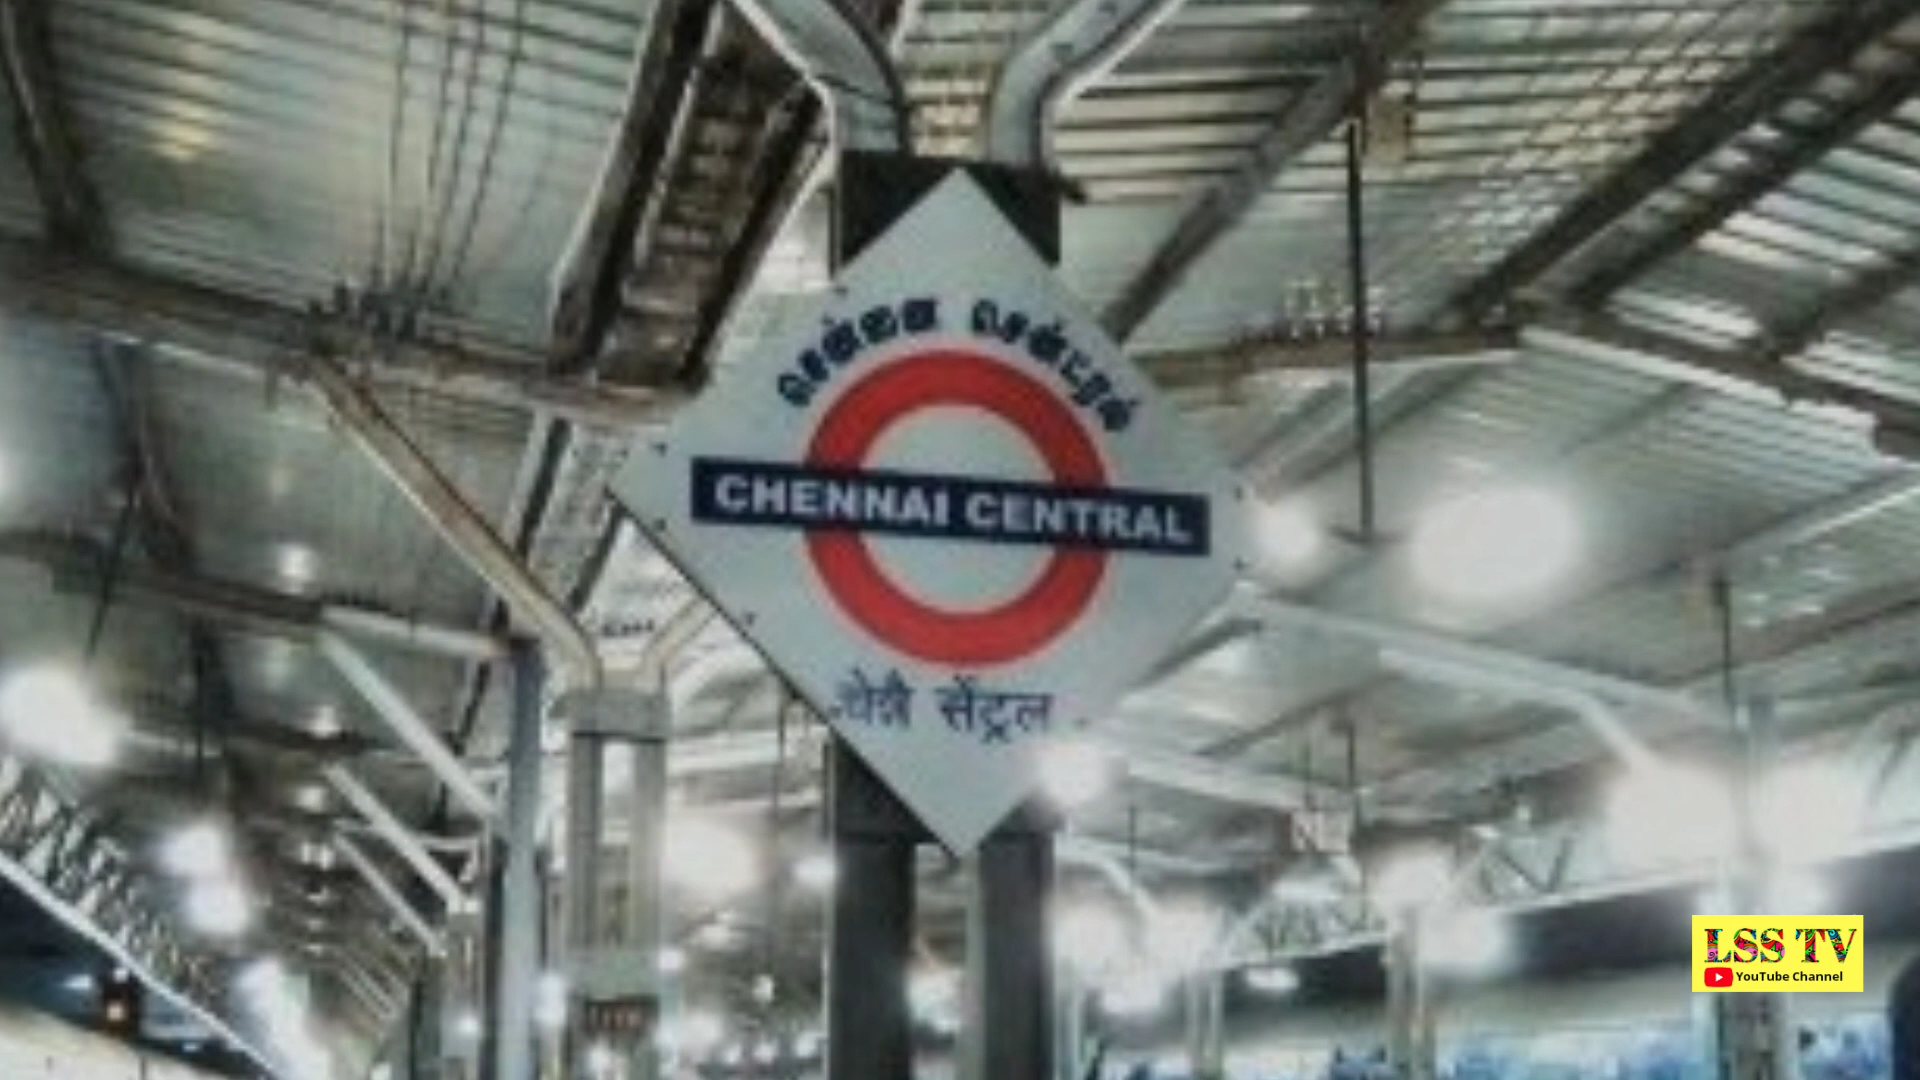 சென்னை சென்ட்ரல்
CHENNAI CENTRAL
चेन्नै सेंट्रल
LSS TV
YouTube Channel